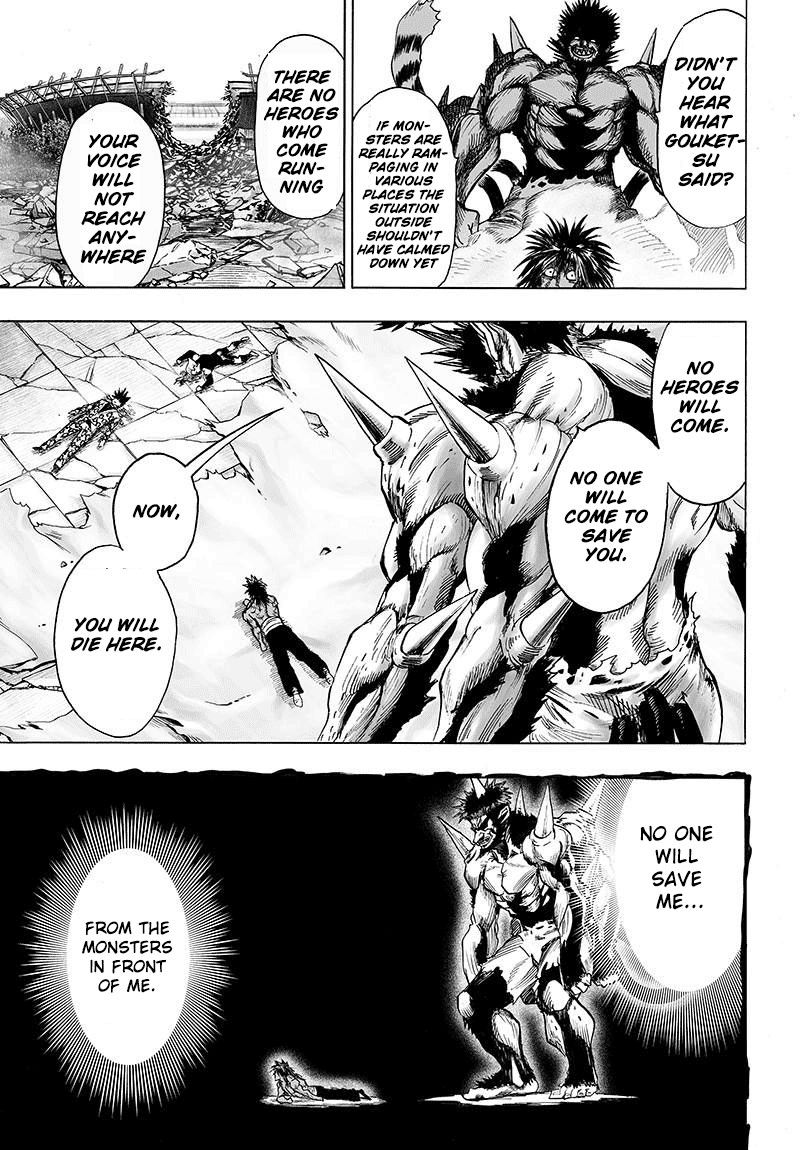 DIDN'T
YOU
HEAR
WHAT
GOUKET-
SU
SAID?
IF MON-
STERS ARE
REALLY RAM-
PAGING IN
VARIOUS
PLACES THE
SITUATION
OUTSIDE
SHOULDN'T
HAVE CALMED
DOWN YET
THERE
ARE NO
HEROES
WHO
COME
RUN-
NING
YOUR
VOICE
WILL
NOT
REACH
ANY-
WHERE
NO
HEROES
WILL
COME.
NO ONE
WILL
COME TO
SAVE
YOU.
NOW,
YOU WILL
DIE HERE.
NO ONE
WILL
SAVE
ME...
FROM THE
MONSTERS
IN FRONT
OF ME.